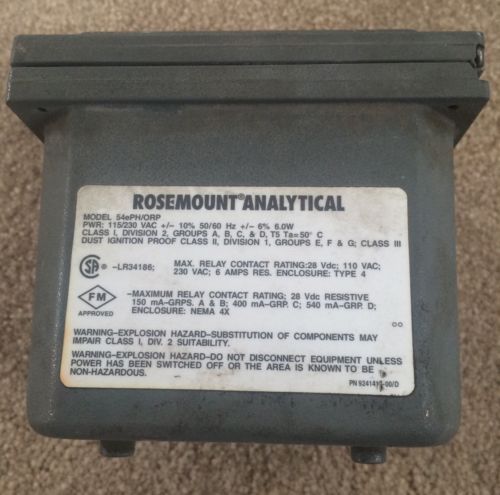 ROSEMOUNT® ANALYTICAL
MODEL 54ePH/ORP
PWR: 115/230 VAC +/- 10% 50/60 Hz +/- 6% 6.0W
CLASS I, DIVISION 2, GROUPS A, B, C, & D, T5 Ta=50° C
DUST IGNITION PROOF CLASS II, DIVISION 1, GROUPS E, F & G; CLASS III
SA® -LR34186; MAX. RELAY CONTACT RATING:28 Vdc; 110 VAC;
230 VAC; 6 AMPS RES. ENCLOSURE: TYPE 4
FM
APPROVED
-MAXIMUM RELAY CONTACT RATING: 28 Vdc RESISTIVE
150 mA-GRPS. A & B; 400 mA-GRP. C; 540 mA-GRP. D;
ENCLOSURE: NEMA 4X
WARNING-EXPLOSION HAZARD-SUBSTITUTION OF COMPONENTS MAY
IMPAIR CLASS I, DIV. 2 SUITABILITY.
WARNING-EXPLOSION HAZARD-DO NOT DISCONNECT EQUIPMENT UNLESS
POWER HAS BEEN SWITCHED OFF OR THE AREA IS KNOWN TO BE
NON-HAZARDOUS.